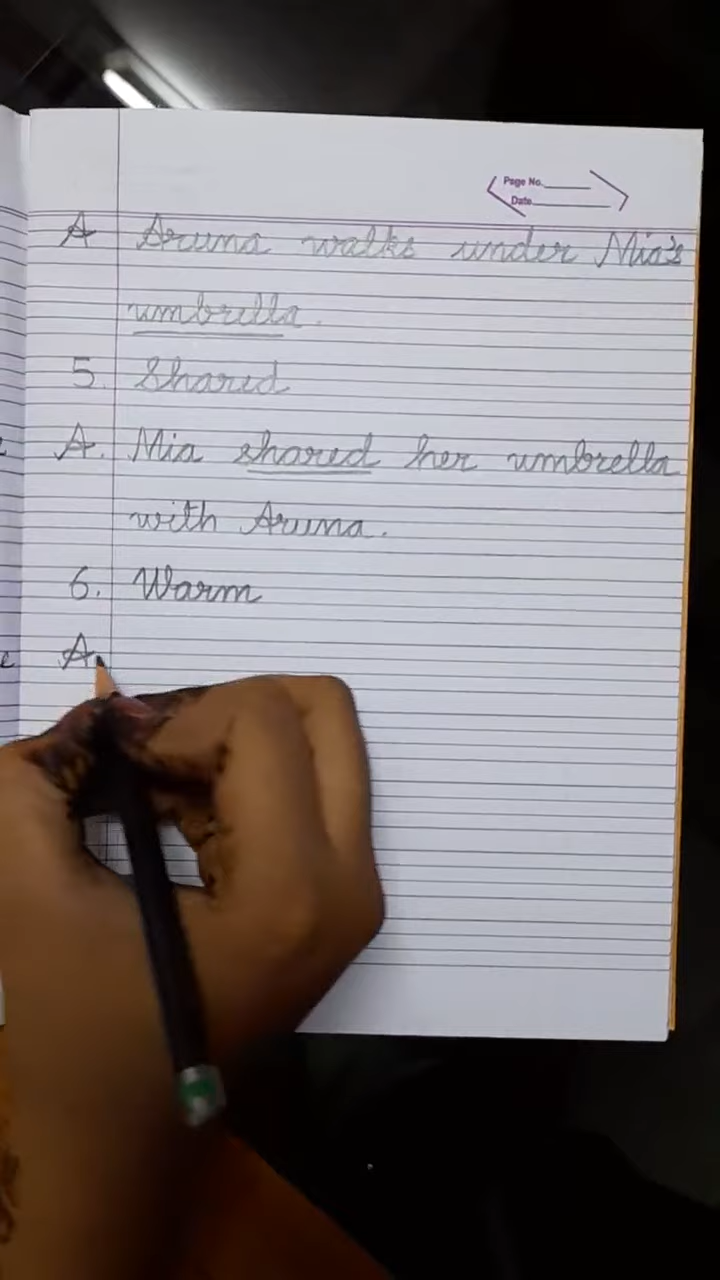 Page No.
Date
A Aruna walks under Mia's
umbrella.
5. Shared
A. Mia shared her umbrella
with Aruna.
6. Warm
A.